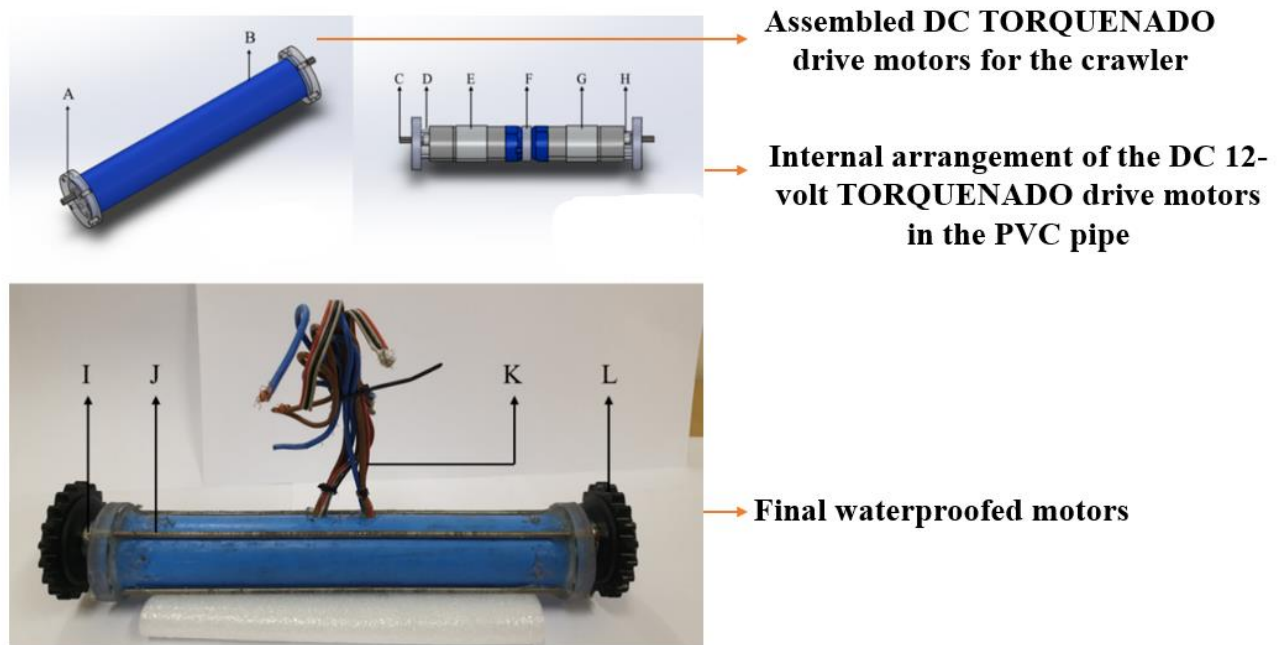 Assembled DC TORQUENADO
drive motors for the crawler
A
B
C D E F G H
Internal arrangement of the DC 12-
volt TORQUENADO drive motors
in the PVC pipe
I J K L
Final waterproofed motors